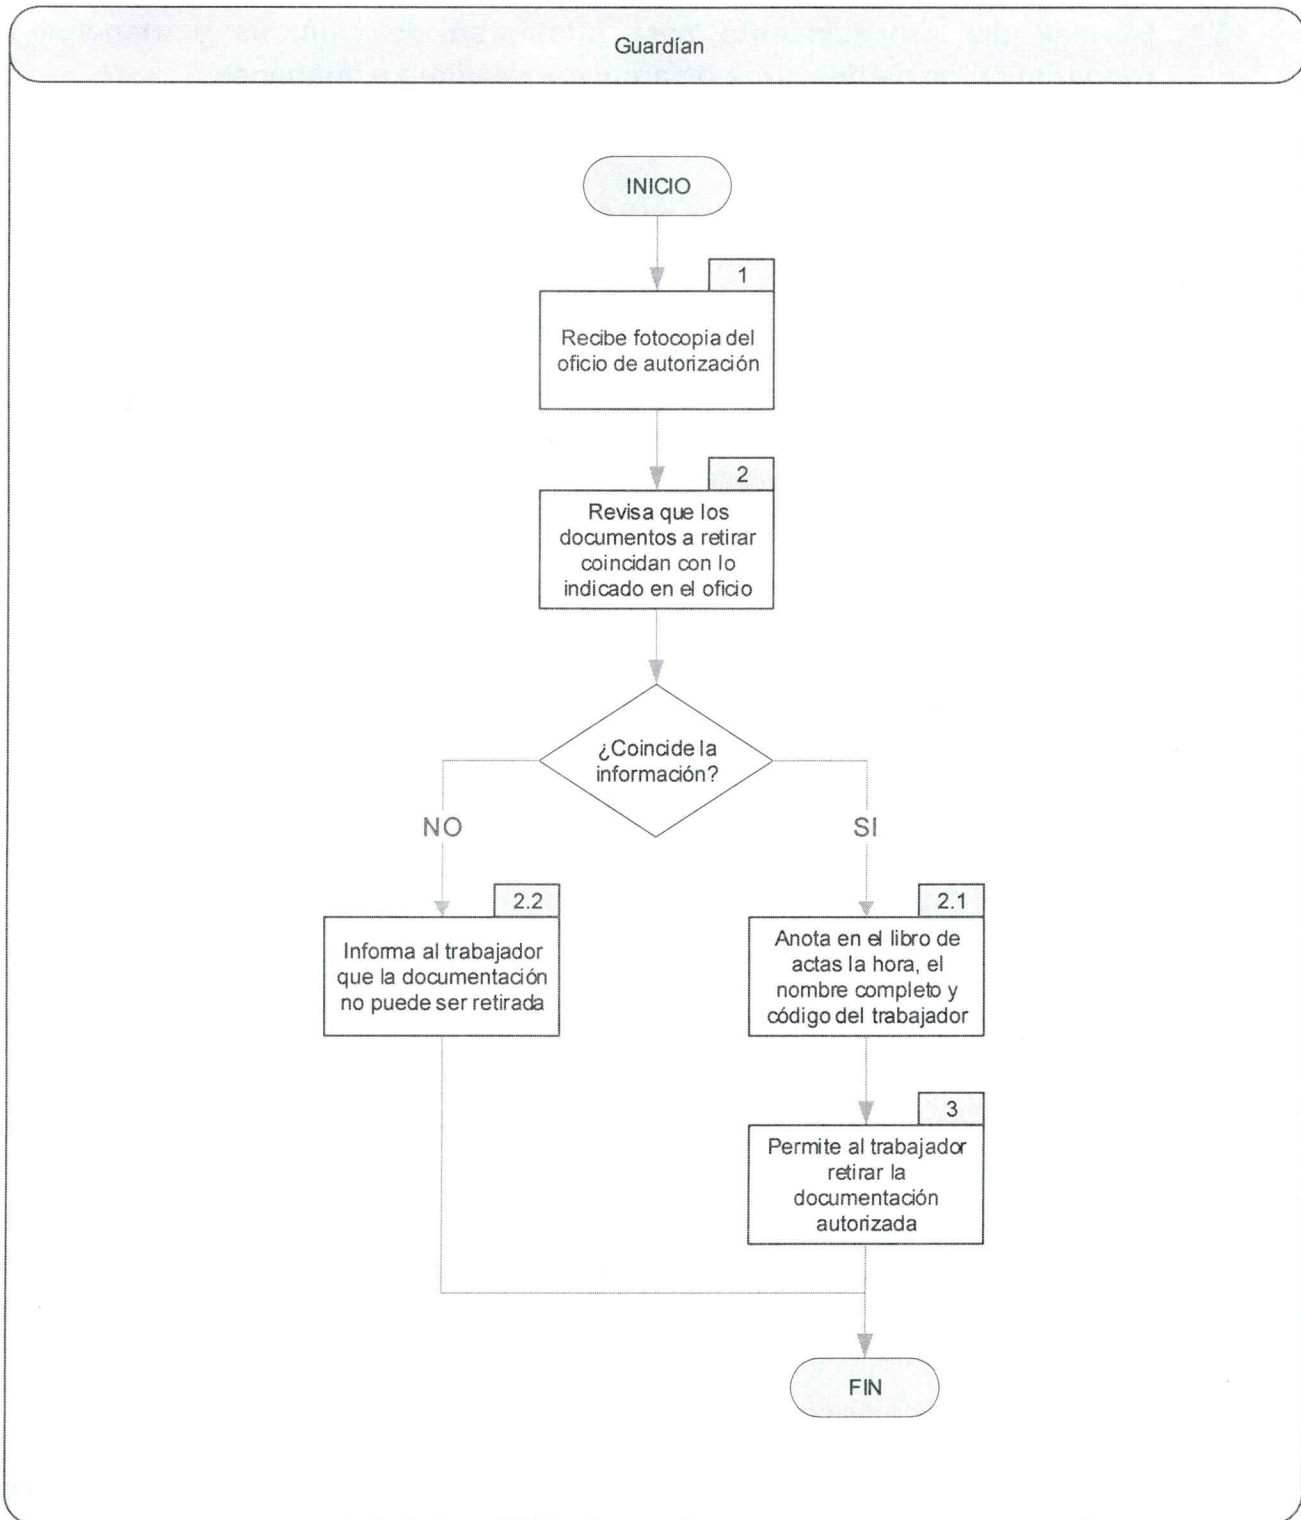 Guardían
INICIO
1
Recibe fotocopia del
oficio de autorización
2
Revisa que los
documentos a retirar
coincidan con lo
indicado en el oficio
¿Coincide la
información?
NO
SI
2.2
Informa al trabajador
que la documentación
no puede ser retirada
2.1
Anota en el libro de
actas la hora, el
nombre completo y
código del trabajador
3
Permite al trabajador
retirar la
documentación
autorizada
FIN